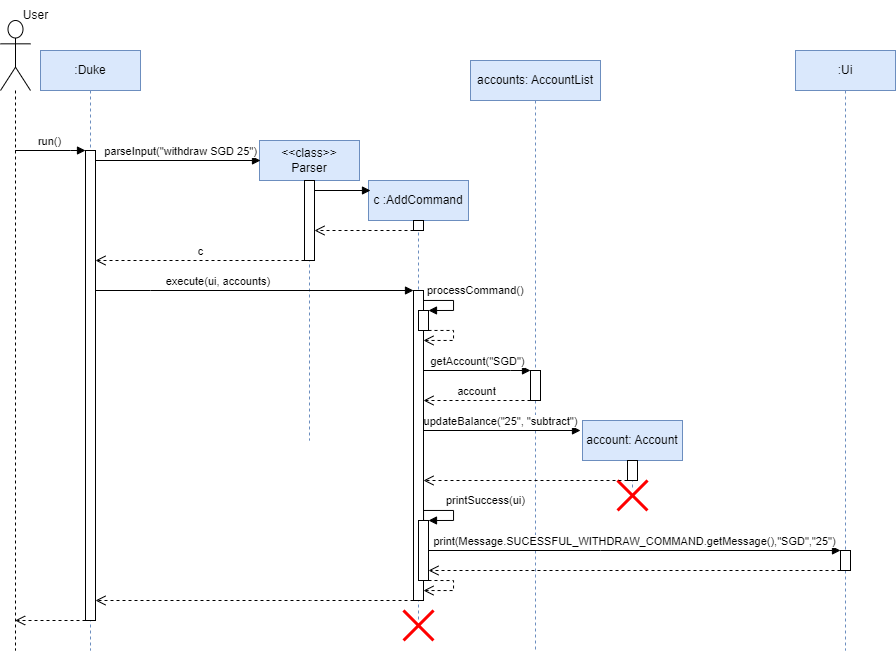 User
:Duke
accounts: AccountList
:Ui
run()
parseInput("withdraw SGD 25")
<<class>>
Parser
c :AddCommand
c
execute(ui, accounts)
processCommand()
getAccount("SGD")
account
updateBalance("25", "subtract")
account: Account
printSuccess(ui)
print(Message.SUCESSFUL_WITHDRAW_COMMAND.getMessage(),"SGD","25")